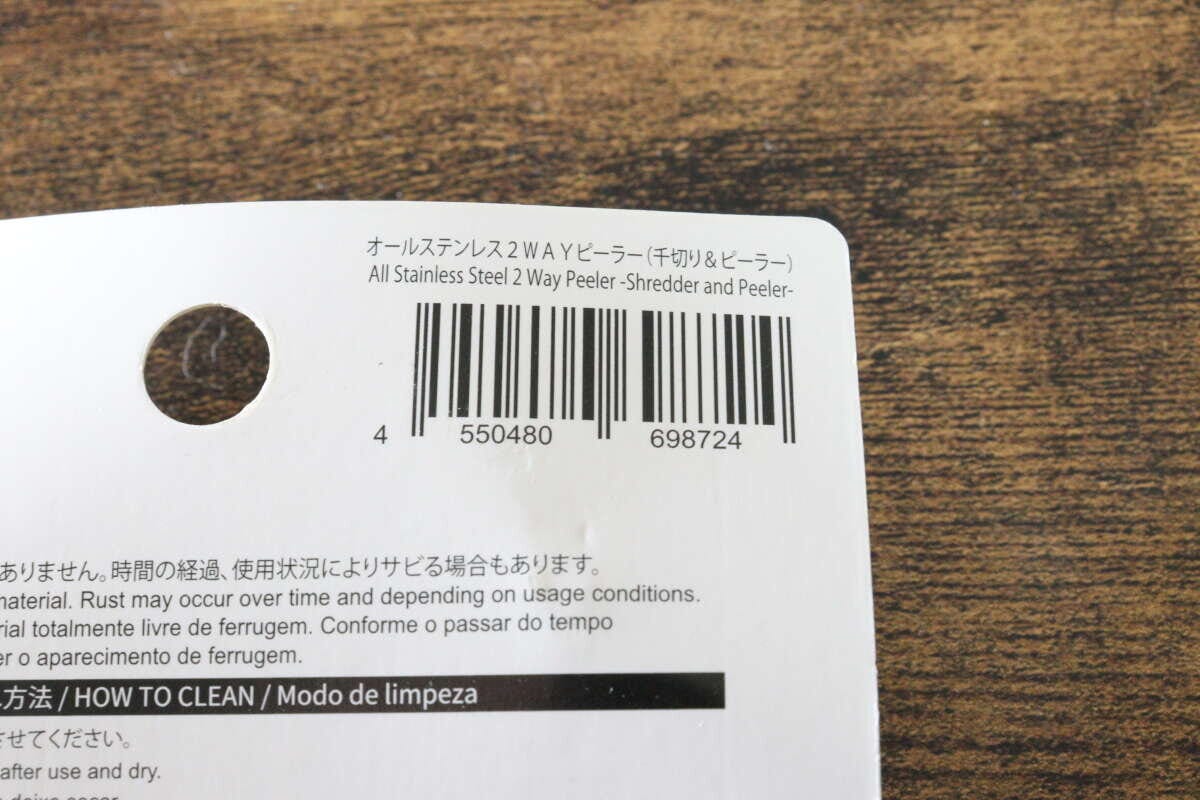 オールステンレス2WAYピーラー(千切り&ピーラー)
All Stainless Steel 2 Way Peeler -Shredder and Peeler-
4 550480 698724
ありません。時間の経過、使用状況によりサビる場合もあります。
material. Rust may occur over time and depending on usage conditions.
rial totalmente livre de ferrugem. Conforme o passar do tempo
er o aparecimento de ferrugem.
方法 / HOW TO CLEAN / Modo de limpeza
させてください。
after use and dry.
deixe secar.